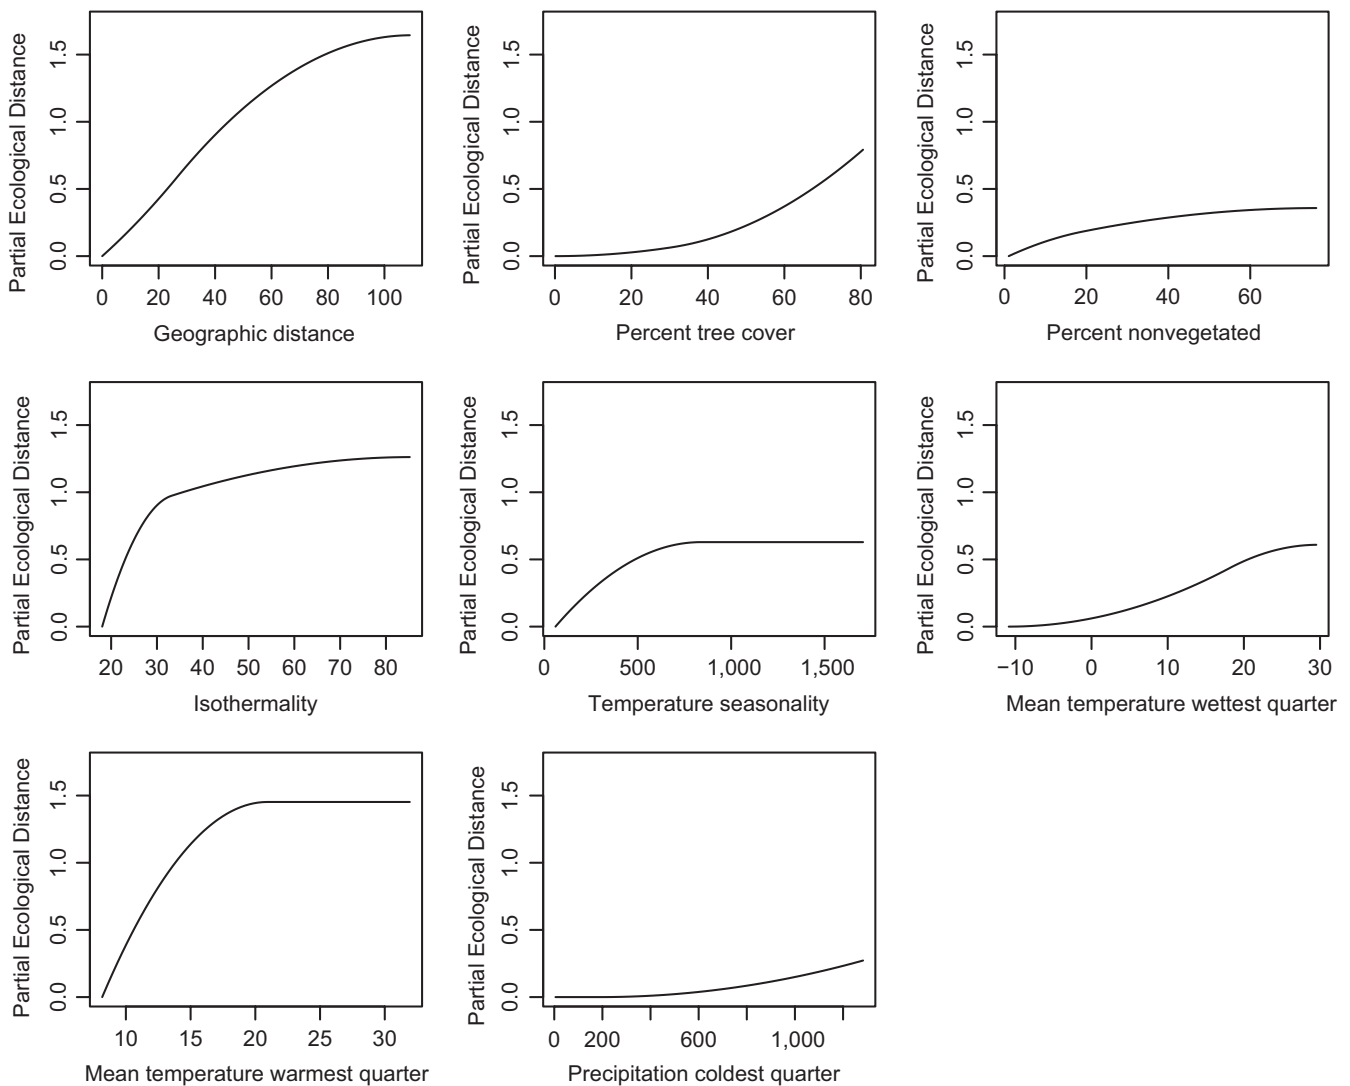 Partial Ecological Distance
0.0 0.5 1.0 1.5
0 20 40 60 80 100
Geographic distance
Partial Ecological Distance
0.0 0.5 1.0 1.5
0 20 40 60 80
Percent tree cover
Partial Ecological Distance
0.0 0.5 1.0 1.5
0 20 40 60
Percent nonvegetated
Partial Ecological Distance
0.0 0.5 1.0 1.5
20 30 40 50 60 70 80
Isothermality
Partial Ecological Distance
0.0 0.5 1.0 1.5
0 500 1,000 1,500
Temperature seasonality
Partial Ecological Distance
0.0 0.5 1.0 1.5
−10 0 10 20 30
Mean temperature wettest quarter
Partial Ecological Distance
0.0 0.5 1.0 1.5
10 15 20 25 30
Mean temperature warmest quarter
Partial Ecological Distance
0.0 0.5 1.0 1.5
0 200 600 1,000
Precipitation coldest quarter